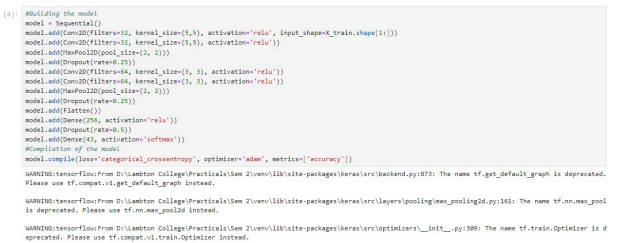 [4]: #Building the model
model = Sequential()
model.add(Conv2D(filters=32, kernel_size=(5,5), activation='relu', input_shape=X_train.shape[1:]))
model.add(Conv2D(filters=32, kernel_size=(5,5), activation='relu'))
model.add(MaxPool2D(pool_size=(2, 2)))
model.add(Dropout(rate=0.25))
model.add(Conv2D(filters=64, kernel_size=(3, 3), activation='relu'))
model.add(Conv2D(filters=64, kernel_size=(3, 3), activation='relu'))
model.add(MaxPool2D(pool_size=(2, 2)))
model.add(Dropout(rate=0.25))
model.add(Flatten())
model.add(Dense(256, activation='relu'))
model.add(Dropout(rate=0.5))
model.add(Dense(43, activation='softmax'))
#Compilation of the model
model.compile(loss='categorical_crossentropy', optimizer='adam', metrics=['accuracy'])
WARNING:tensorflow:From D:\Lambton College\Practicals\Sem 2\venv\lib\site-packages\keras\src\backend.py:873: The name tf.get_default_graph is deprecated.
Please use tf.compat.v1.get_default_graph instead.
WARNING:tensorflow:From D:\Lambton College\Practicals\Sem 2\venv\lib\site-packages\keras\src\layers\pooling\max_pooling2d.py:161: The name tf.nn.max_pool
is deprecated. Please use tf.nn.max_pool2d instead.
WARNING:tensorflow:From D:\Lambton College\Practicals\Sem 2\venv\lib\site-packages\keras\src\optimizers\__init__.py:309: The name tf.train.Optimizer is d
eprecated. Please use tf.compat.v1.train.Optimizer instead.